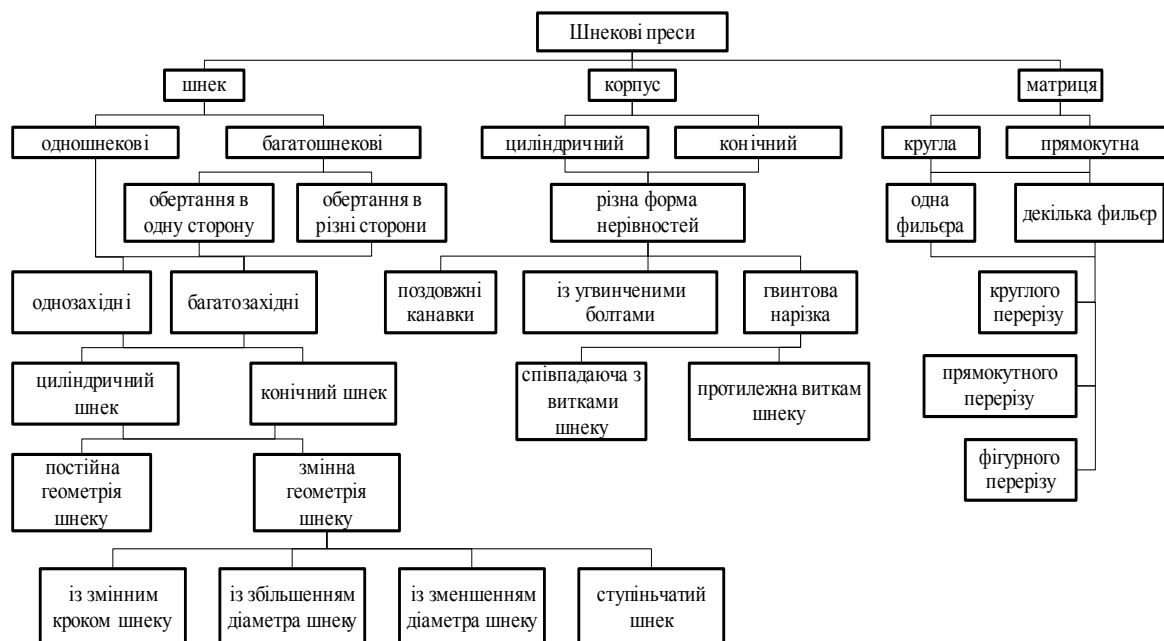 Шнекові преси
шнек
корпус
матриця
одношнекові
багатошнекові
циліндричний
конічний
кругла
прямокутна
обертання в
одну сторону
обертання в
різні сторони
різна форма
нерівностей
одна
фильєра
декілька фильєр
однозахідні
багатозахідні
поздовжні
канавки
із угвинченими
болтами
гвинтова
нарізка
круглого
перерізу
циліндричний
шнек
конічний шнек
співпадаюча з
витками
шнеку
протилежна виткам
шнеку
прямокутного
перерізу
постійна
геометрія
шнеку
змінна
геометрія
шнеку
фігурного
перерізу
із змінним
кроком шнеку
із збільшенням
діаметра шнеку
із зменшенням
діаметра шнеку
ступіньчатий
шнек